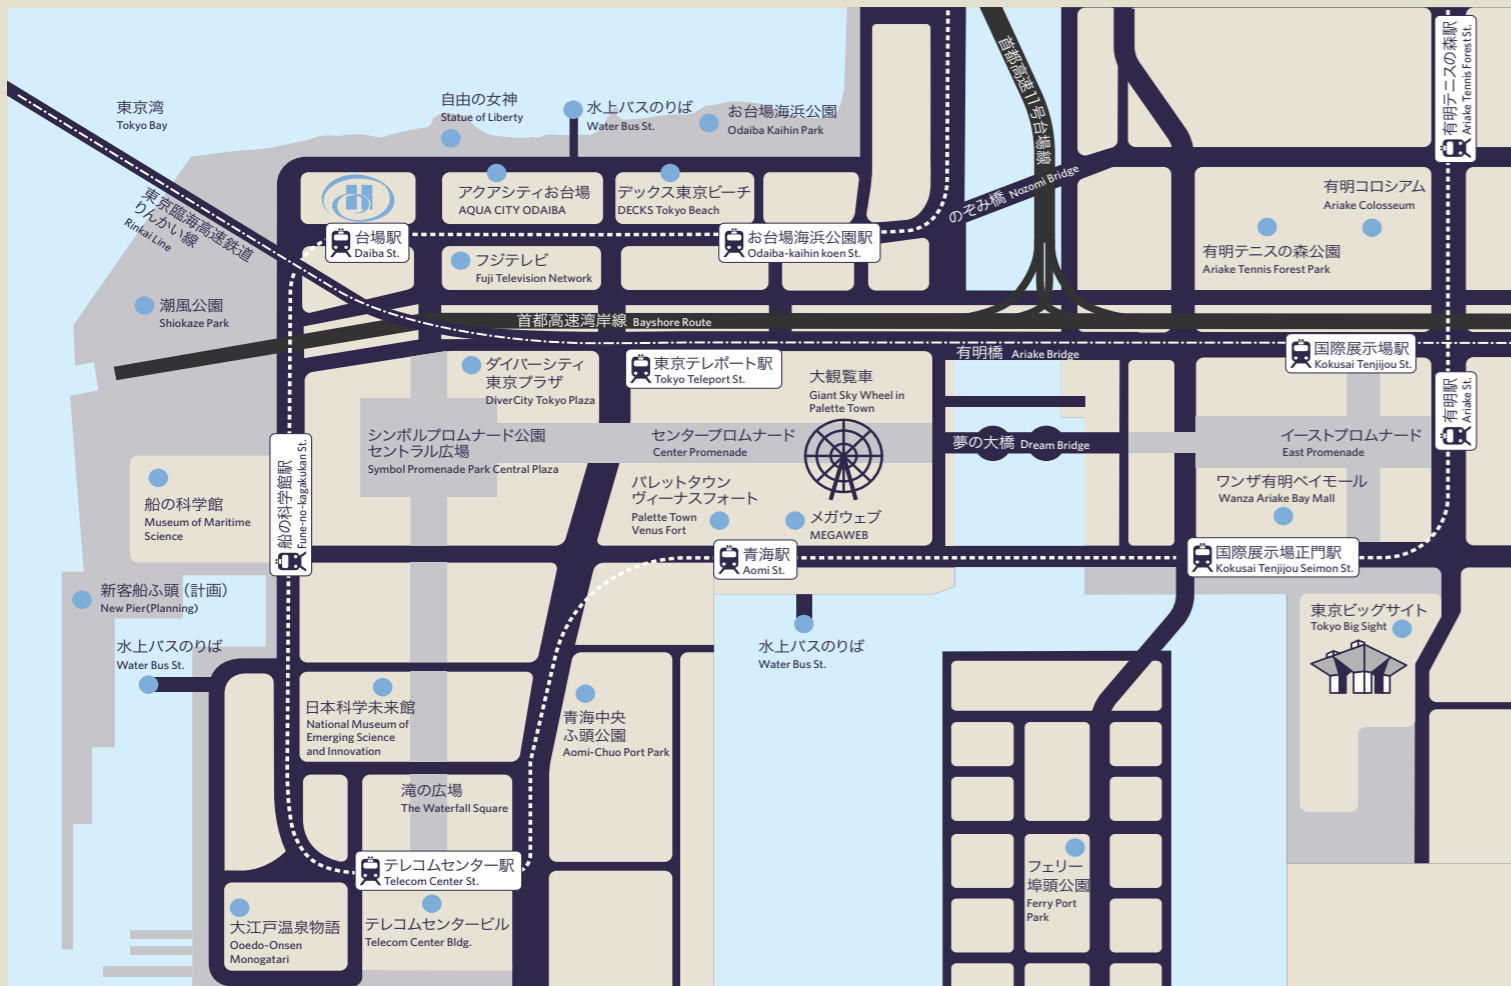 東京湾
Tokyo Bay
自由の女神
Statue of Liberty
水上バスのりば
Water Bus St.
お台場海浜公園
Odaiba Kaihin Park
首都高速11号台場線
有明テニスの森駅
Ariake Tennis Forest St.
東京臨海高速鉄道
りんかい線
Rinkai Line
H
アクアシティお台場
AQUA CITY ODAIBA
デックス東京ビーチ
DECKS Tokyo Beach
のぞみ橋 Nozomi Bridge
有明コロシアム
Ariake Colosseum
有明テニスの森公園
Ariake Tennis Forest Park
台場駅
Daiba St.
お台場海浜公園駅
Odaiba-kaihin koen St.
フジテレビ
Fuji Television Network
潮風公園
Shiokaze Park
首都高速湾岸線 Bayshore Route
有明橋 Ariake Bridge
国際展示場駅
Kokusai Tenjijou St.
ダイバーシティ
東京プラザ
DiverCity Tokyo Plaza
東京テレポート駅
Tokyo Teleport St.
大観覧車
Giant Sky Wheel in
Palette Town
有明駅
Ariake St.
シンボルプロムナード公園
セントラル広場
Symbol Promenade Park Central Plaza
センタープロムナード
Center Promenade
夢の大橋 Dream Bridge
イーストプロムナード
East Promenade
船の科学館駅
Fune-no-kagakukan St.
船の科学館
Museum of Maritime
Science
パレットタウン
ヴィーナスフォート
Palette Town
Venus Fort
メガウェブ
MEGAWEB
ワンザ有明ベイモール
Wanza Ariake Bay Mall
青海駅
Aomi St.
国際展示場正門駅
Kokusai Tenjijou Seimon St.
新客船ふ頭 (計画)
New Pier(Planning)
水上バスのりば
Water Bus St.
水上バスのりば
Water Bus St.
東京ビッグサイト
Tokyo Big Sight
日本科学未来館
National Museum of
Emerging Science
and Innovation
青海中央
ふ頭公園
Aomi-Chuo Port Park
滝の広場
The Waterfall Square
テレコムセンター駅
Telecom Center St.
フェリー
埠頭公園
Ferry Port
Park
大江戸温泉物語
Ooedo-Onsen
Monogatari
テレコムセンタービル
Telecom Center Bldg.